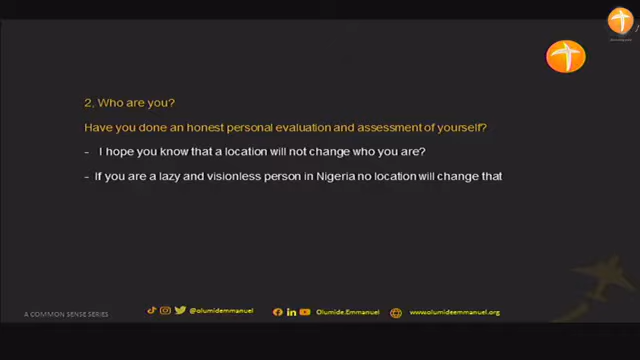 2, Who are you?
Have you done an honest personal evaluation and assessment of yourself?
- I hope you know that a location will not change who you are?
- If you are a lazy and visionless person in Nigeria no location will change that
A COMMON SENSE SERIES
@olumideemmanuel
Olumide.Emmanuel
www.olumideemmanuel.org